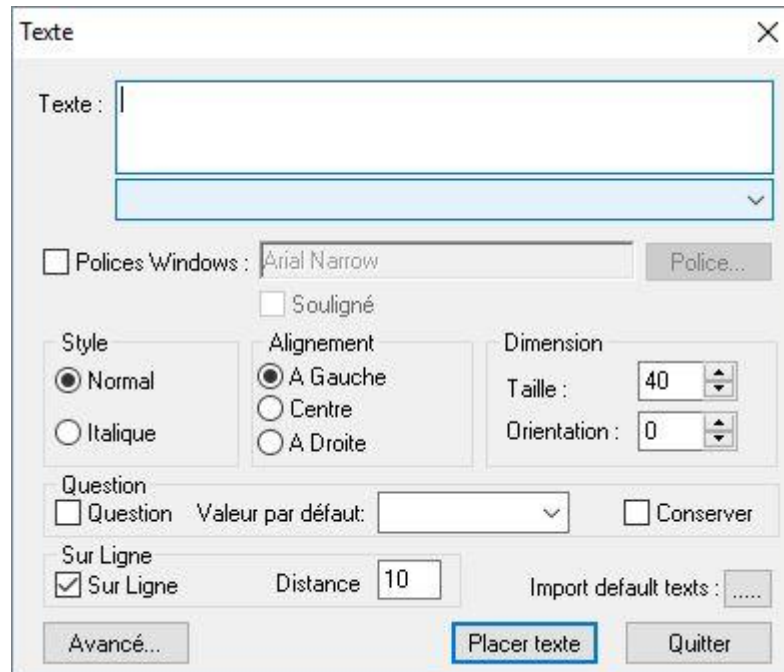 Texte
Texte :
Polices Windows : Arial Narrow Police...
Souligné
Style Alignement Dimension
Normal A Gauche Taille : 40
Centre
Italique A Droite Orientation : 0
Question
Question Valeur par défaut: Conserver
Sur Ligne
Sur Ligne Distance 10 Import default texts : .....
Avancé... Placer texte Quitter